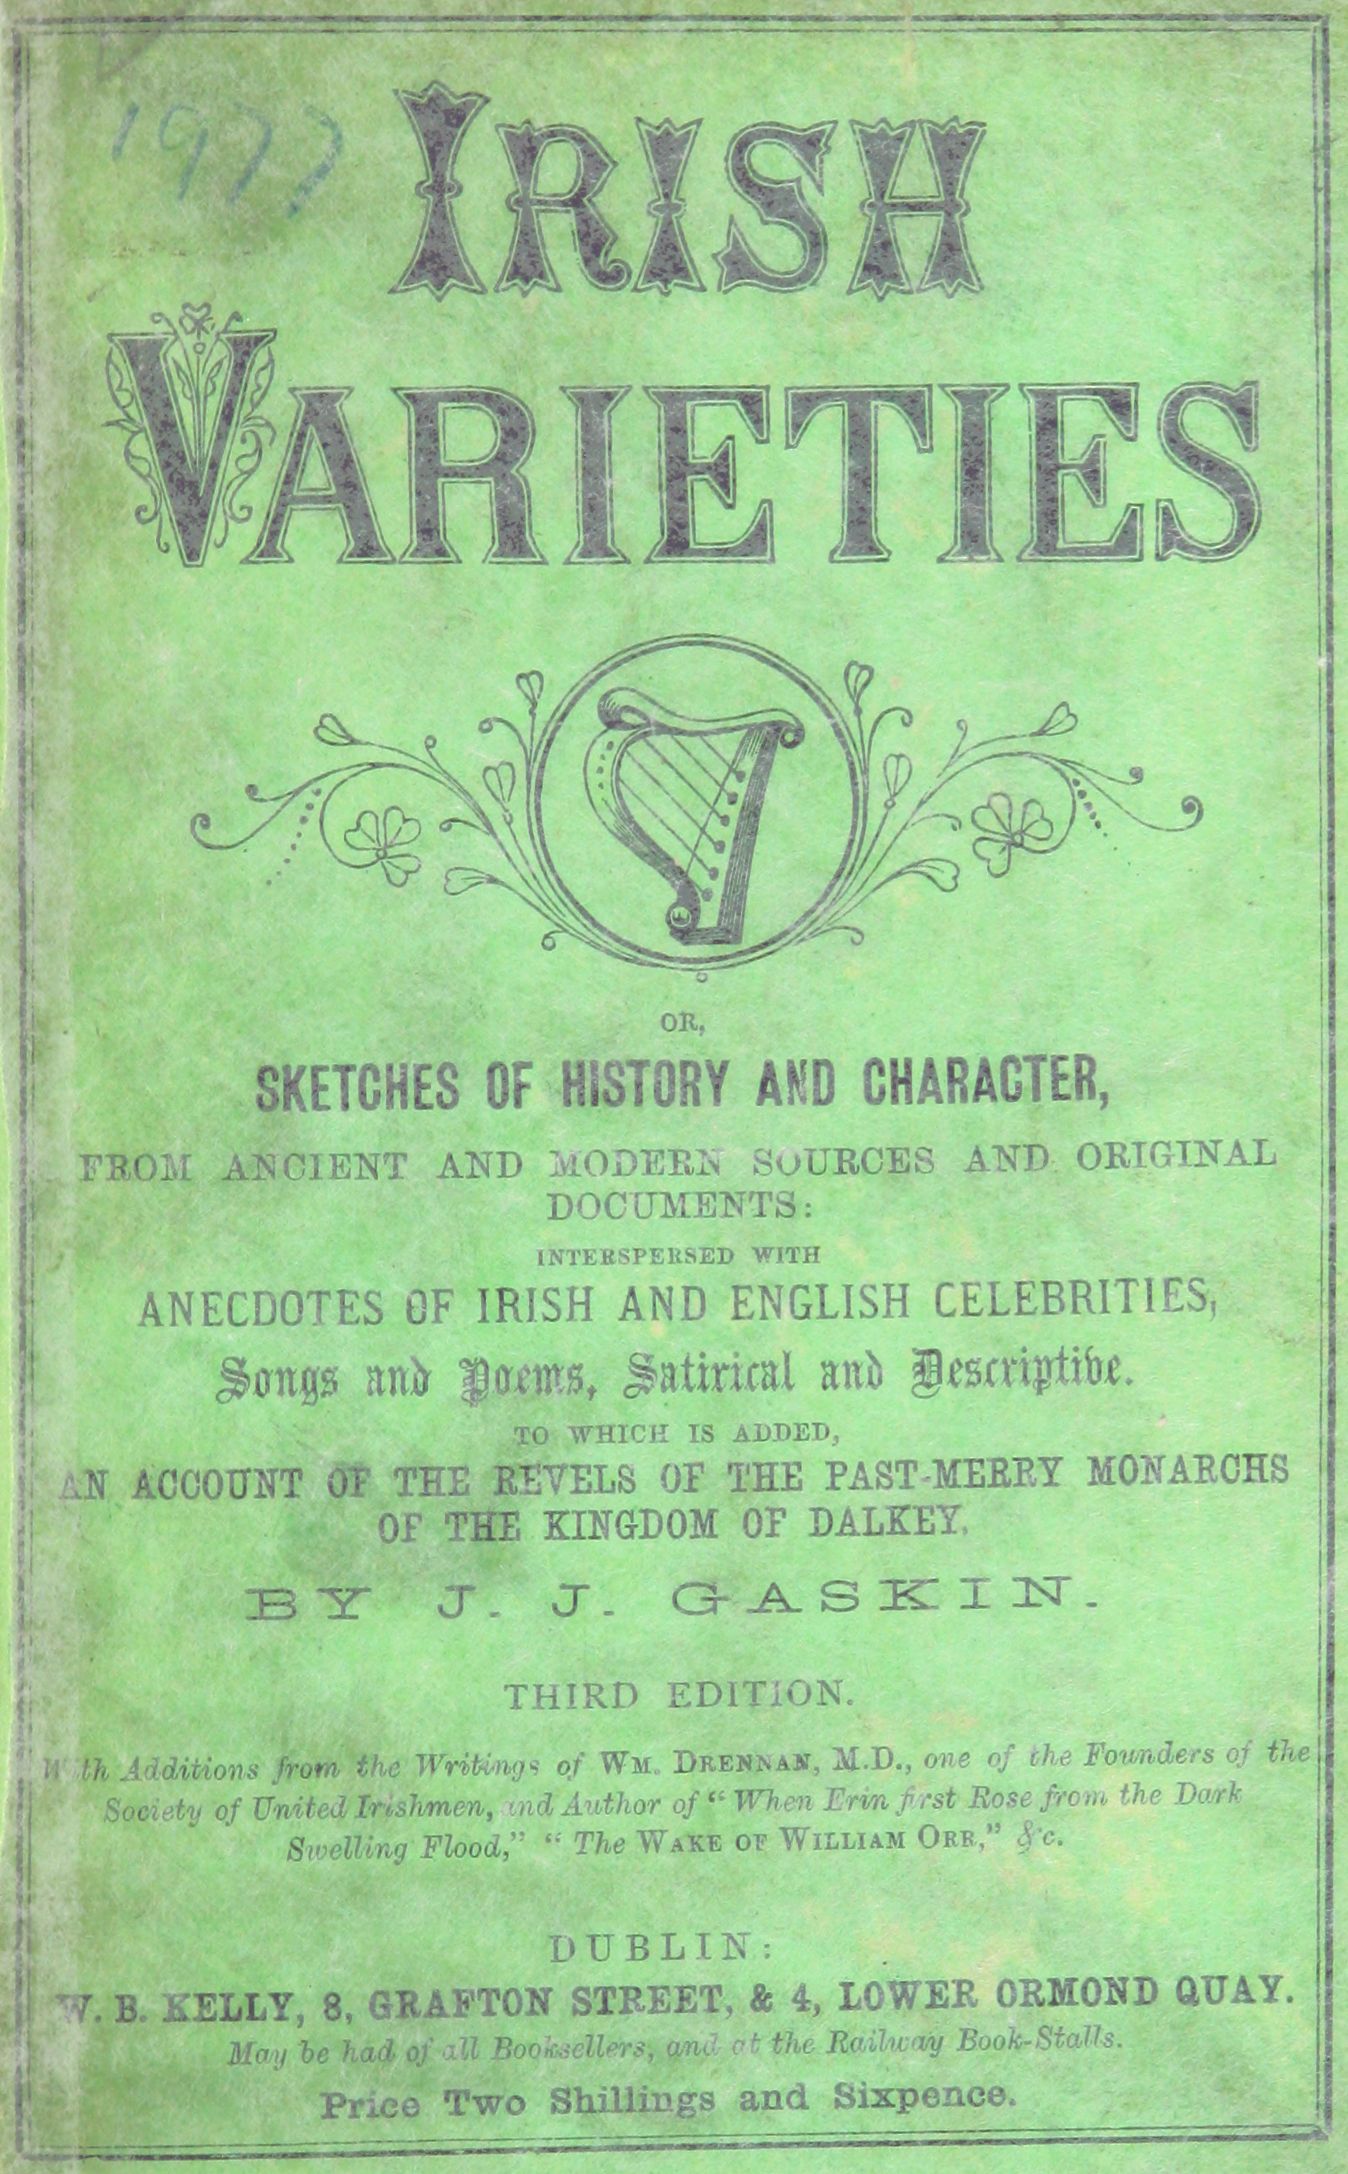 1977
IRISH
VARIETIES
OR,
SKETCHES OF HISTORY AND CHARACTER,
FROM ANCIENT AND MODERN SOURCES AND ORIGINAL
DOCUMENTS:
INTERSPERSED WITH
ANECDOTES OF IRISH AND ENGLISH CELEBRITIES,
Songs and Poems, Satirical and Descriptive.
TO WHICH IS ADDED,
AN ACCOUNT OF THE REVELS OF THE PAST-MERRY MONARCHS
OF THE KINGDOM OF DALKEY.
BY J. J. GASKIN.
THIRD EDITION.
With Additions from the Writings of WM. DRENNAN, M.D., one of the Founders of the
Society of United Irishmen, and Author of “When Erin first Rose from the Dark
Swelling Flood,” “The WAKE OF WILLIAM ORR,” &c.
DUBLIN:
W. B. KELLY, 8, GRAFTON STREET, & 4, LOWER ORMOND QUAY.
May be had of all Booksellers, and at the Railway Book-Stalls.
Price Two Shillings and Sixpence.